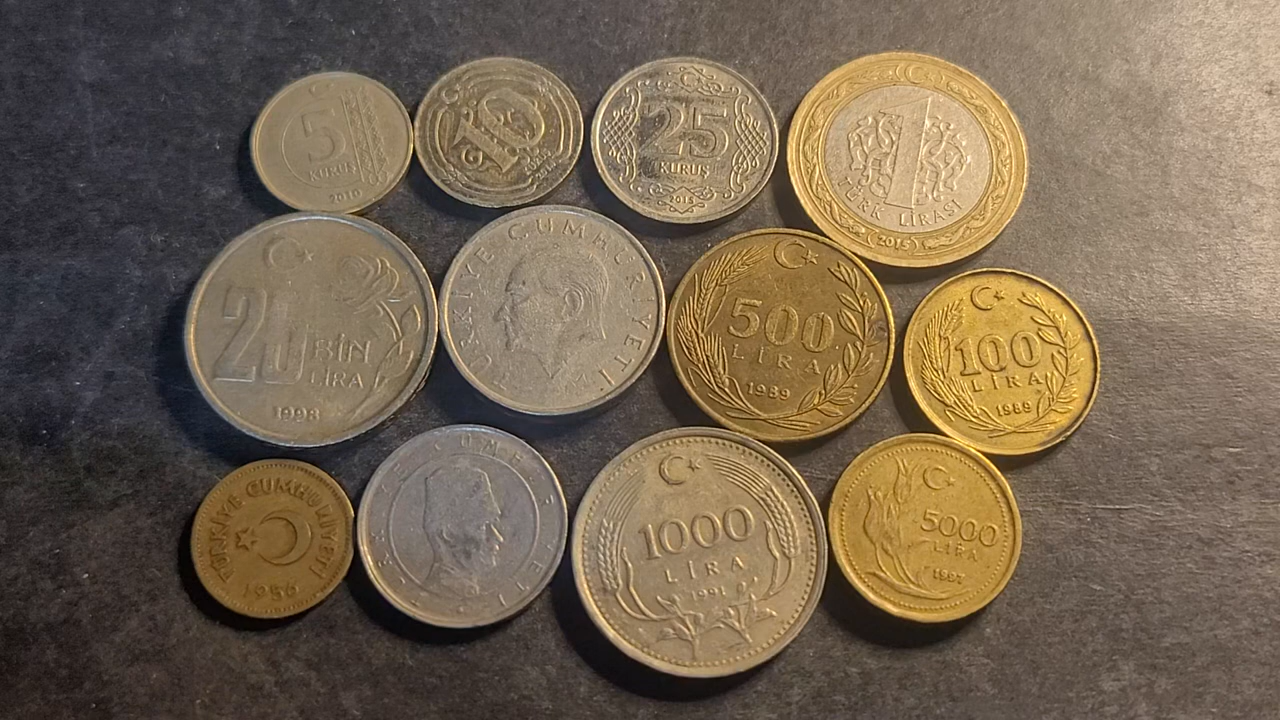 5
KURUŞ
2010
10
25
KURUŞ
2015
1
TÜRK LİRASI
2015
25 BİN
LİRA
1998
TÜRKİYE CUMHURİYETİ
500
LİRA
1989
100
LİRA
1989
TÜRKİYE CUMHURİYETİ
1956
1000
LİRA
1991
5000
LİRA
1997